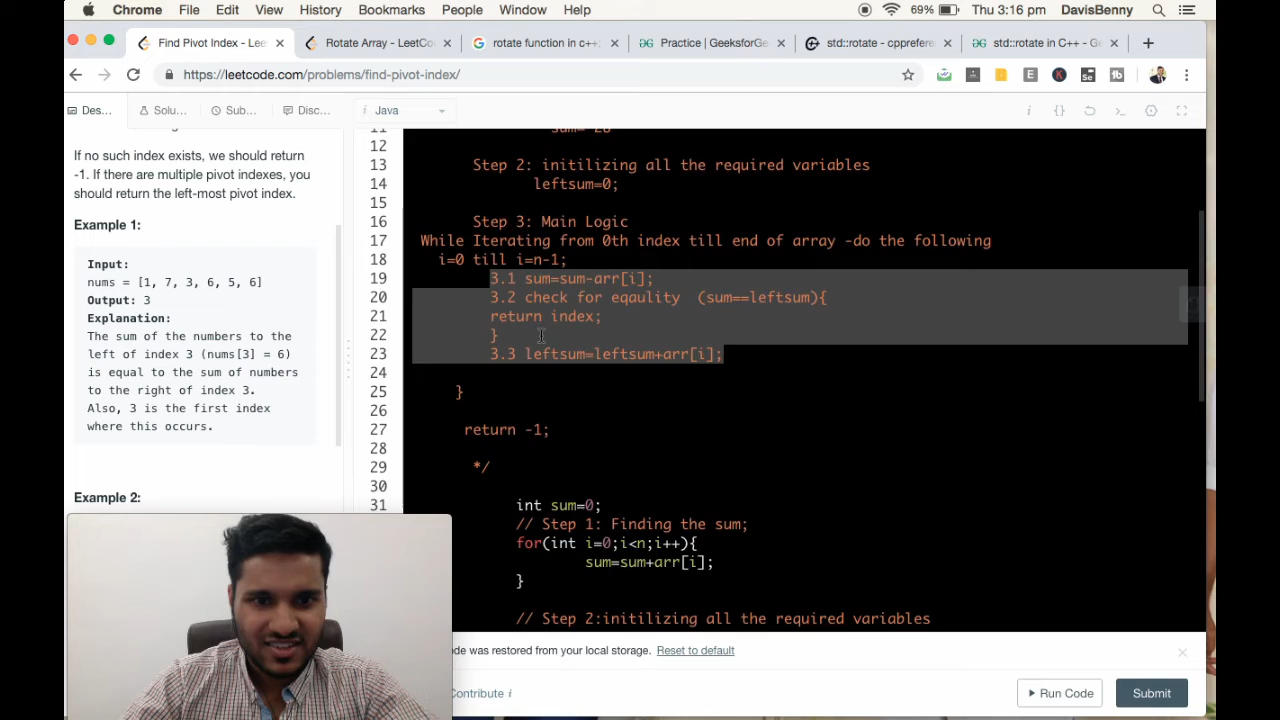 Chrome File Edit View History Bookmarks People Window Help 69% Thu 3:16 pm DavisBenny
Find Pivot Index - Lee × Rotate Array - LeetCo × rotate function in c++: × Practice | GeeksforGe × std::rotate - cppreferer × std::rotate in C++ - Ge × +
https://leetcode.com/problems/find-pivot-index/
Des... Solu... Sub... Disc... i Java
If no such index exists, we should return
-1. If there are multiple pivot indexes, you
should return the left-most pivot index.
Example 1:
Input:
nums = [1, 7, 3, 6, 5, 6]
Output: 3
Explanation:
The sum of the numbers to the
left of index 3 (nums[3] = 6)
is equal to the sum of numbers
to the right of index 3.
Also, 3 is the first index
where this occurs.
Example 2:
11 sum= 28
12
13 Step 2: initilizing all the required variables
14 leftsum=0;
15
16 Step 3: Main Logic
17 While Iterating from 0th index till end of array -do the following
18 i=0 till i=n-1;
19 3.1 sum=sum-arr[i];
20 3.2 check for eqaulity (sum==leftsum){
21 return index;
22 }
23 3.3 leftsum=leftsum+arr[i];
24
25 }
26
27 return -1;
28
29 */
30
31 int sum=0;
// Step 1: Finding the sum;
for(int i=0;i<n;i++){
sum=sum+arr[i];
}
// Step 2:initilizing all the required variables
ode was restored from your local storage. Reset to default ×
Contribute i Run Code Submit